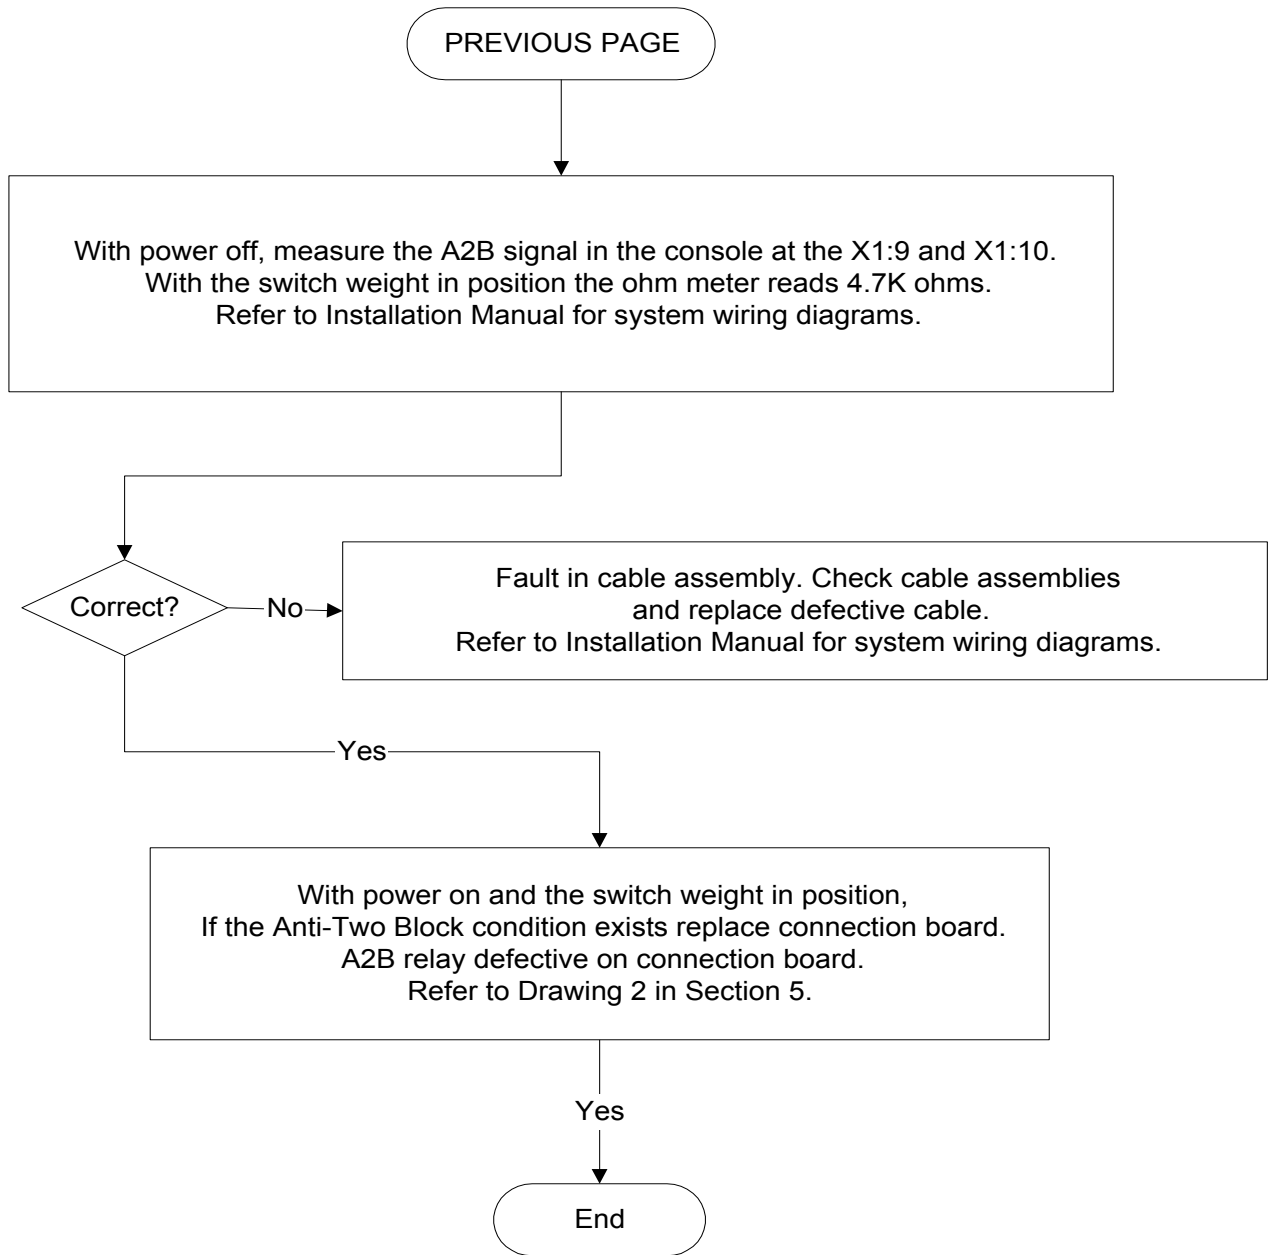 PREVIOUS PAGE
With power off, measure the A2B signal in the console at the X1:9 and X1:10.
With the switch weight in position the ohm meter reads 4.7K ohms.
Refer to Installation Manual for system wiring diagrams.
Correct?
No
Fault in cable assembly. Check cable assemblies
and replace defective cable.
Refer to Installation Manual for system wiring diagrams.
Yes
With power on and the switch weight in position,
If the Anti-Two Block condition exists replace connection board.
A2B relay defective on connection board.
Refer to Drawing 2 in Section 5.
Yes
End